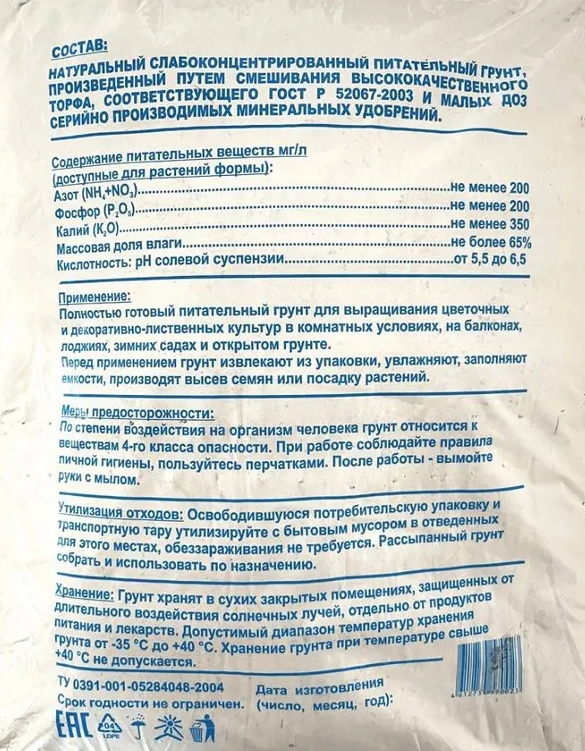 СОСТАВ:
НАТУРАЛЬНЫЙ СЛАБОКОНЦЕНТРИРОВАННЫЙ ПИТАТЕЛЬНЫЙ ГРУНТ,
ПРОИЗВЕДЕННЫЙ ПУТЕМ СМЕШИВАНИЯ ВЫСОКОКАЧЕСТВЕННОГО
ТОРФА, СООТВЕТСТВУЮЩЕГО ГОСТ Р 52067-2003 И МАЛЫХ ДОЗ
СЕРИЙНО ПРОИЗВОДИМЫХ МИНЕРАЛЬНЫХ УДОБРЕНИЙ.
Содержание питательных веществ мг/л
(доступные для растений формы):
Азот (NH₄+NO₃)......................................................не менее 200
Фосфор (P₂O₅)......................................................не менее 200
Калий (K₂O)......................................................не менее 350
Массовая доля влаги......................................................не более 65%
Кислотность: pH солевой суспензии..............................от 5,5 до 6,5
Применение:
Полностью готовый питательный грунт для выращивания цветочных
и декоративно-лиственных культур в комнатных условиях, на балконах,
лоджиях, зимних садах и открытом грунте.
Перед применением грунт извлекают из упаковки, увлажняют, заполняют
емкости, производят высев семян или посадку растений.
Меры предосторожности:
По степени воздействия на организм человека грунт относится к
веществам 4-го класса опасности. При работе соблюдайте правила
личной гигиены, пользуйтесь перчатками. После работы - вымойте
руки с мылом.
Утилизация отходов: Освободившуюся потребительскую упаковку и
транспортную тару утилизируйте с бытовым мусором в отведенных
для этого местах, обеззараживания не требуется. Рассыпанный грунт
собрать и использовать по назначению.
Хранение: Грунт хранят в сухих закрытых помещениях, защищенных от
длительного воздействия солнечных лучей, отдельно от продуктов
питания и лекарств. Допустимый диапазон температур хранения
грунта от -35 °C до +40 °C. Хранение грунта при температуре свыше
+40 °C не допускается.
ТУ 0391-001-05284048-2004
Срок годности не ограничен.
Дата изготовления
(число, месяц, год):
EAC
04
LDPE